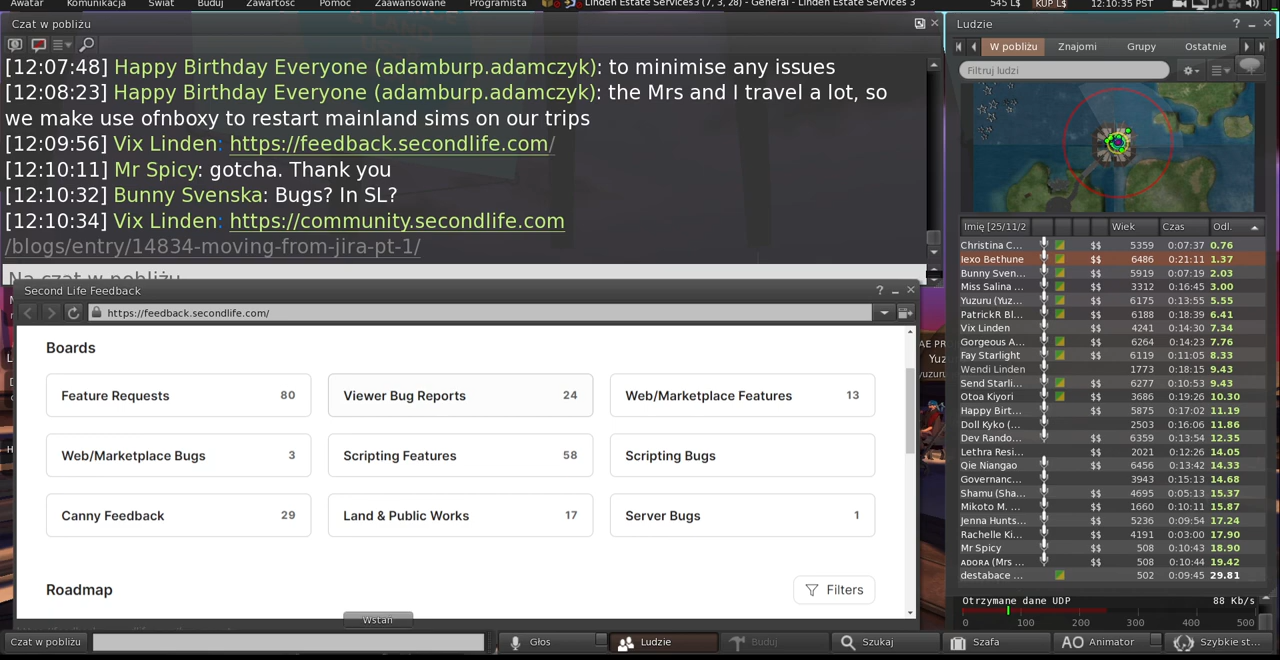 Awatar Komunikacja Świat Buduj Zawartość Pomoc Zaawansowane Programista Linden Estate Services3 (7, 3, 28) - General - Linden Estate Services 3 545 L$ KUP L$ 12:10:35 PST
Czat w pobliżu
[12:07:48] Happy Birthday Everyone (adamburp.adamczyk): to minimise any issues
[12:08:23] Happy Birthday Everyone (adamburp.adamczyk): the Mrs and I travel a lot, so
we make use ofnboxy to restart mainland sims on our trips
[12:09:56] Vix Linden: https://feedback.secondlife.com/
[12:10:11] Mr Spicy: gotcha. Thank you
[12:10:32] Bunny Svenska: Bugs? In SL?
[12:10:34] Vix Linden: https://community.secondlife.com
/blogs/entry/14834-moving-from-jira-pt-1/
Na czat w pobliżu
Second Life Feedback
https://feedback.secondlife.com/
Boards
Feature Requests 80
Viewer Bug Reports 24
Web/Marketplace Features 13
Web/Marketplace Bugs 3
Scripting Features 58
Scripting Bugs
Canny Feedback 29
Land & Public Works 17
Server Bugs 1
Roadmap
Filters
Wstań
Ludzie
W pobliżu Znajomi Grupy Ostatnie
Filtruj ludzi
Imię [25/11/2 Wiek Czas Odl.
Christina C... $$ 5359 0:07:37 0.76
Iexo Bethune $$ 6486 0:21:11 1.37
Bunny Sven... $$ 5919 0:07:19 2.03
Miss Salina ... $$ 3312 0:16:45 3.00
Yuzuru (Yuz... $$ 6175 0:13:55 5.55
PatrickR Bl... $$ 6188 0:18:39 6.41
Vix Linden $$ 4241 0:14:30 7.34
Gorgeous A... $$ 6264 0:14:23 7.76
Fay Starlight $$ 6119 0:11:05 8.33
Wendi Linden 1773 0:18:15 9.43
Send Starli... $$ 6277 0:10:53 9.43
Otoa Kiyori $$ 3686 0:19:26 10.30
Happy Birt... $$ 5875 0:17:02 11.19
Doll Kyko (... 2503 0:16:06 11.86
Dev Rando... $$ 6359 0:13:54 12.35
Lethra Resi... $$ 2021 0:12:26 14.05
Qie Niangao $$ 6456 0:13:42 14.33
Governanc... 3943 0:15:13 14.68
Shamu (Sha... $$ 4695 0:05:13 15.37
Mikoto M. ... $$ 1660 0:10:11 15.87
Jenna Hunts... $$ 5236 0:09:54 17.24
Rachelle Ki... $$ 4191 0:03:00 17.90
Mr Spicy $$ 508 0:10:43 18.90
ᴀᴅᴏʀᴀ (Mrs ... $$ 508 0:10:44 19.42
destabace ... 502 0:09:45 29.81
Otrzymane dane UDP 88 Kb/s
0 100 200 300 400 500
Czat w pobliżu Głos Ludzie Buduj Szukaj Szafa AO Animator Szybkie st...